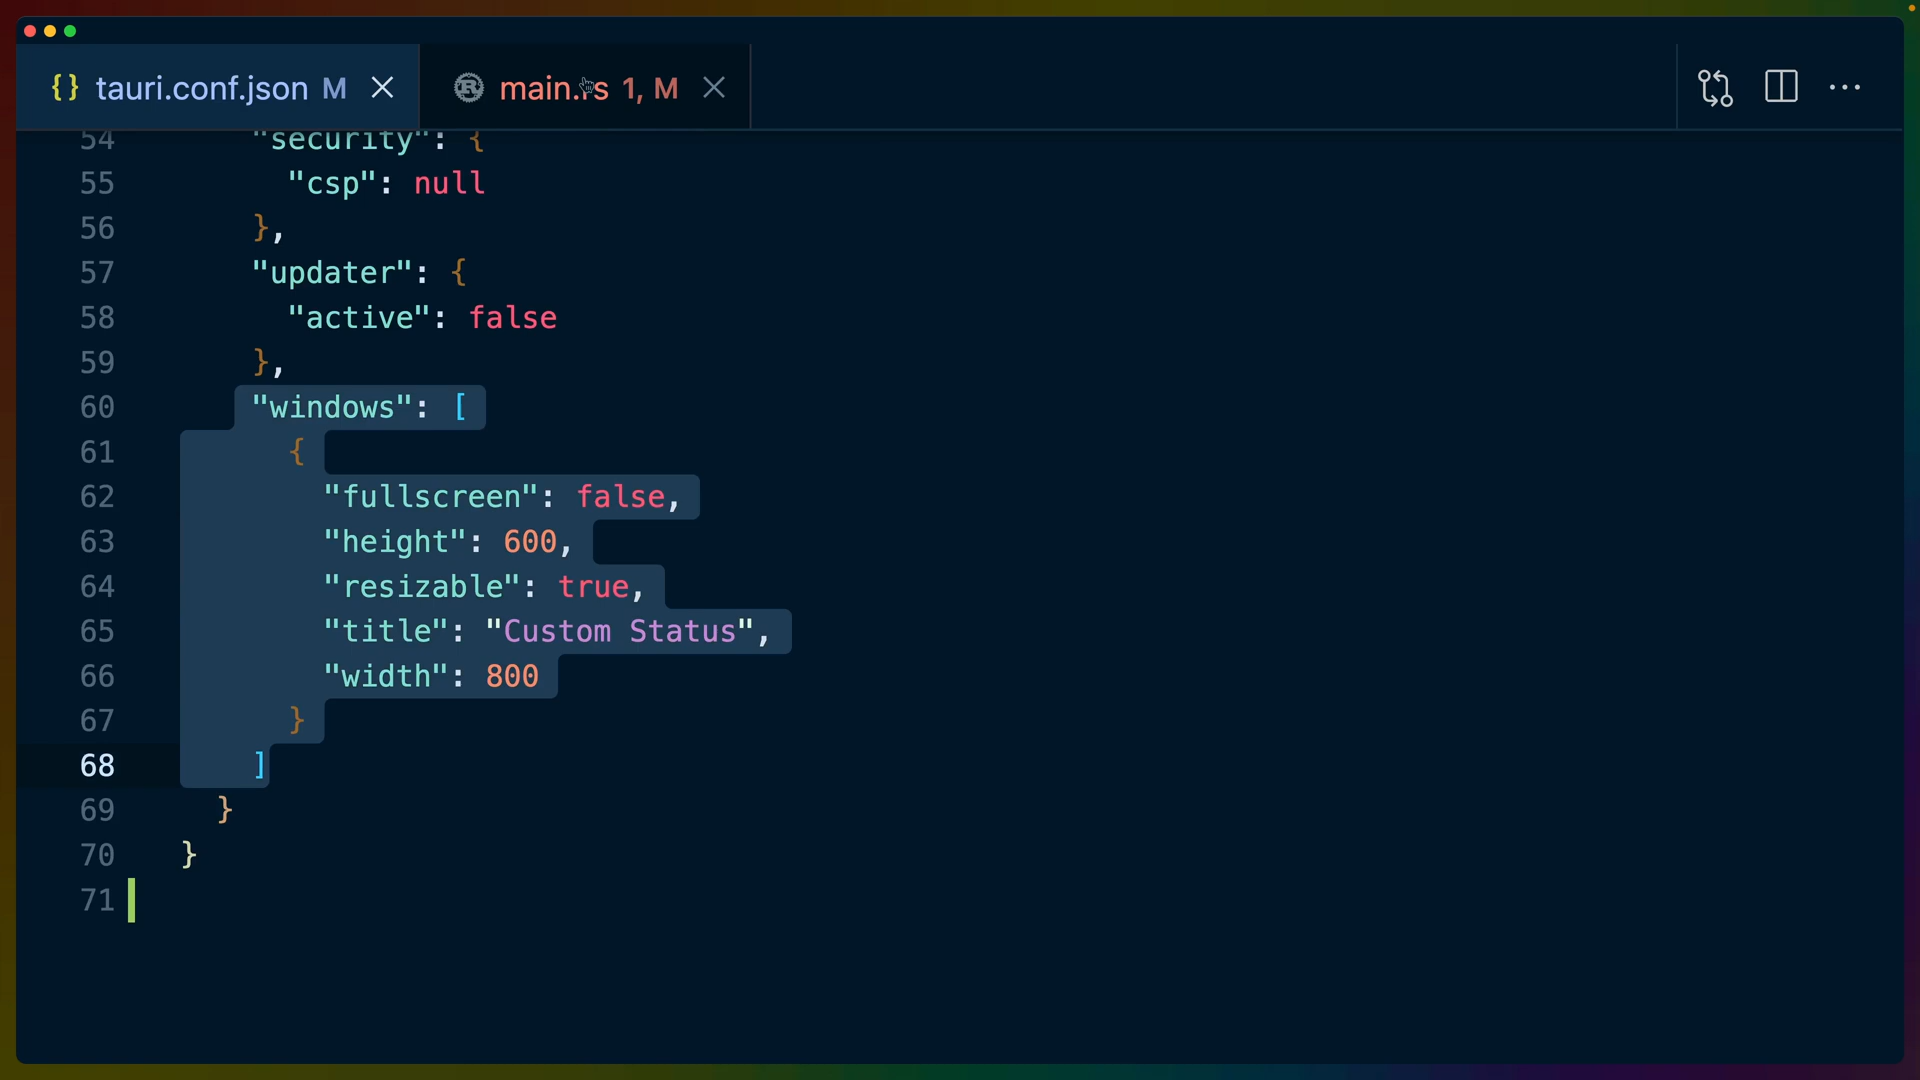 {} tauri.conf.json M
main.rs 1, M
54 "security": {
55 "csp": null
56 },
57 "updater": {
58 "active": false
59 },
60 "windows": [
61 {
62 "fullscreen": false,
63 "height": 600,
64 "resizable": true,
65 "title": "Custom Status",
66 "width": 800
67 }
68 ]
69 }
70 }
71